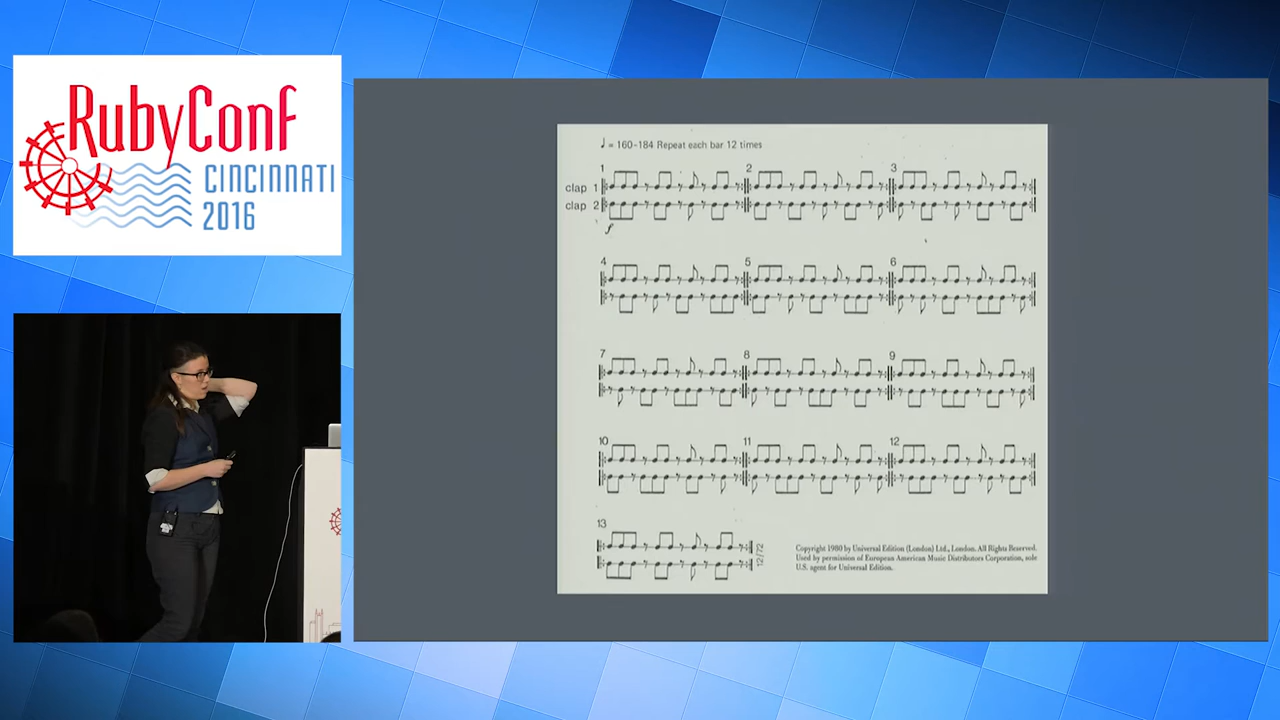 RubyConf
CINCINNATI
2016
♩ = 160-184 Repeat each bar 12 times
1 2 3
clap 1
clap 2
f
4 5 6
7 8 9
10 11 12
13
12/72
Copyright 1980 by Universal Edition (London) Ltd., London. All Rights Reserved.
Used by permission of European American Music Distributors Corporation, sole
U.S. agent for Universal Edition.